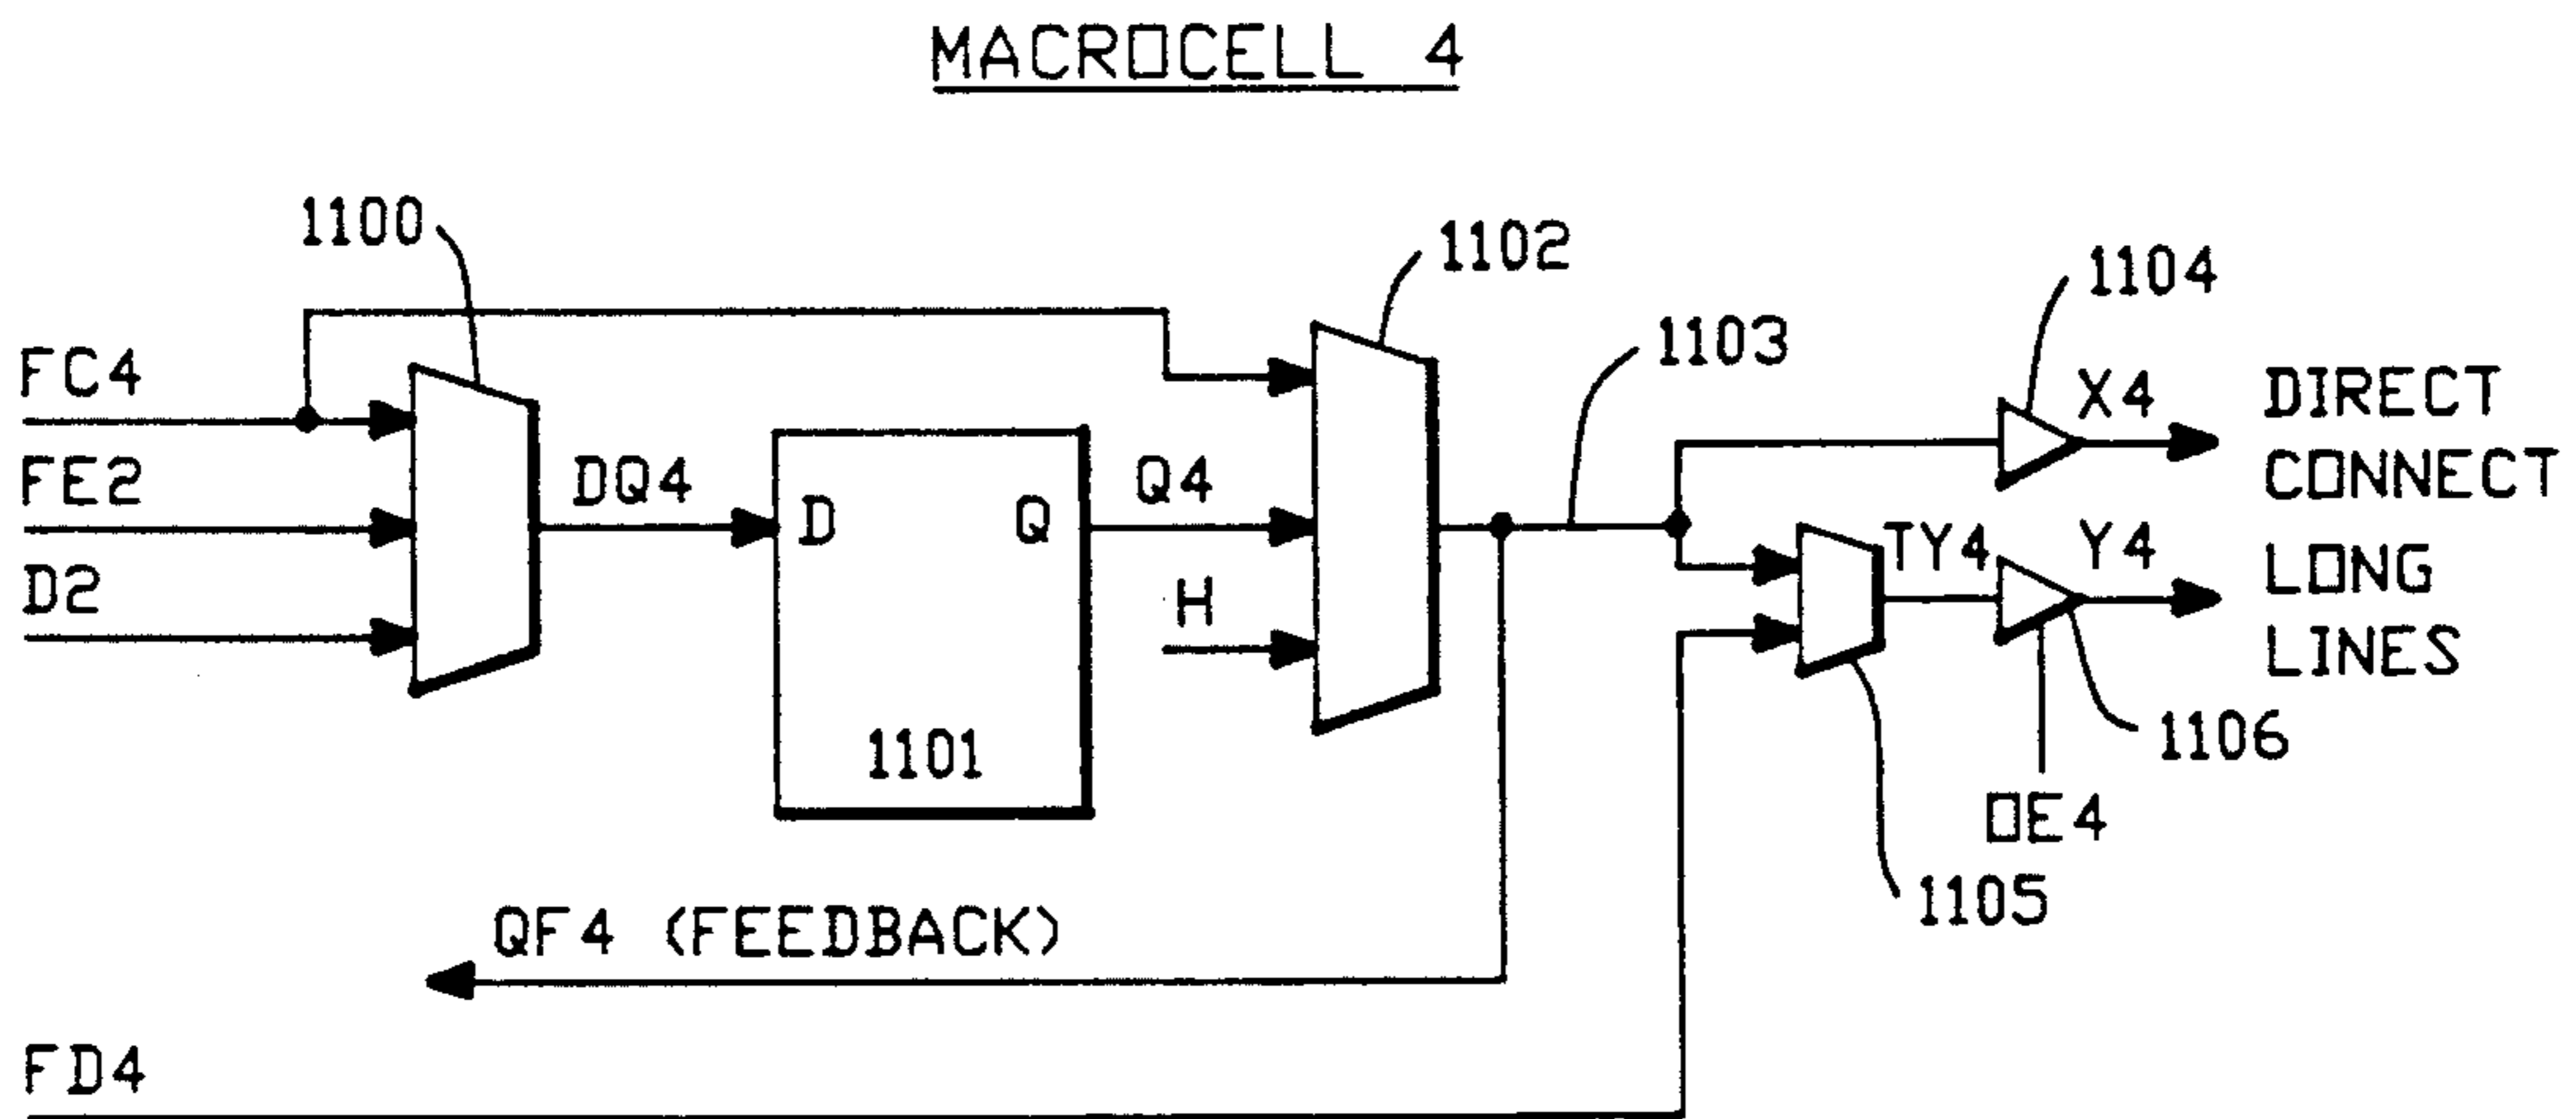 MACROCELL 4
1100
1102
1104
1103
FC4
X4
DIRECT
CONNECT
FE2
DQ4
D
Q
Q4
TY4
Y4
LONG
LINES
D2
H
1101
1106
OE4
1105
QF4 (FEEDBACK)
FD4